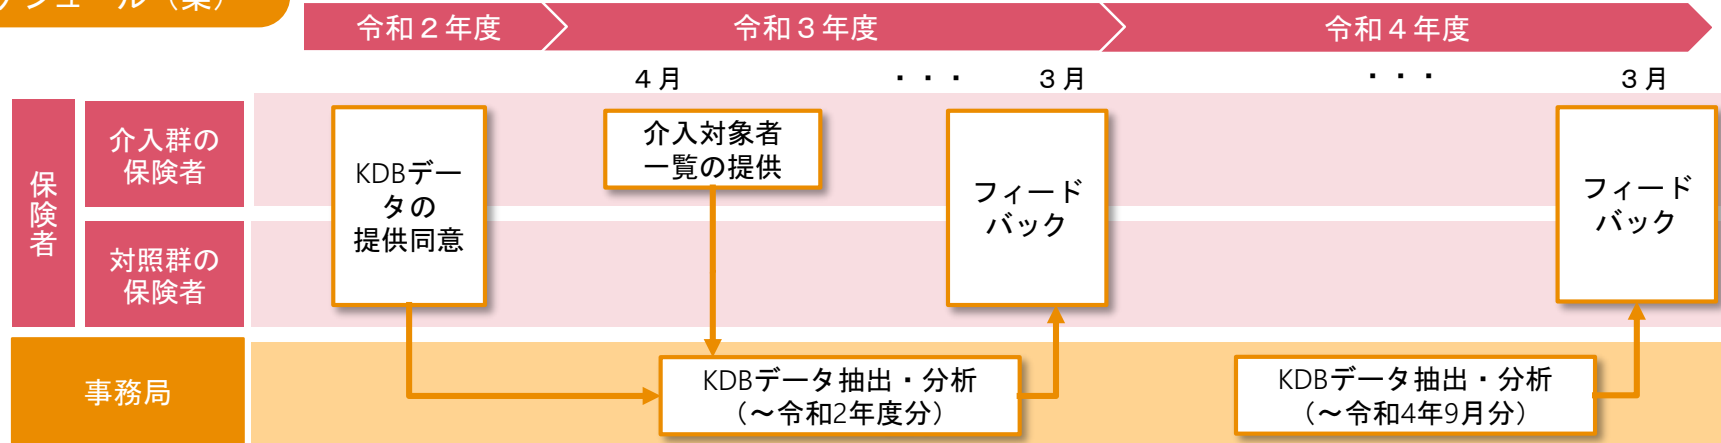 ジュール（案）
令和２年度
令和３年度
令和４年度
４月
・・・
３月
・・・
３月
保険者
介入群の
保険者
対照群の
保険者
事務局
KDBデー
タの
提供同意
介入対象者
一覧の提供
フィード
バック
フィード
バック
KDBデータ抽出・分析
（～令和2年度分）
KDBデータ抽出・分析
（～令和4年9月分）